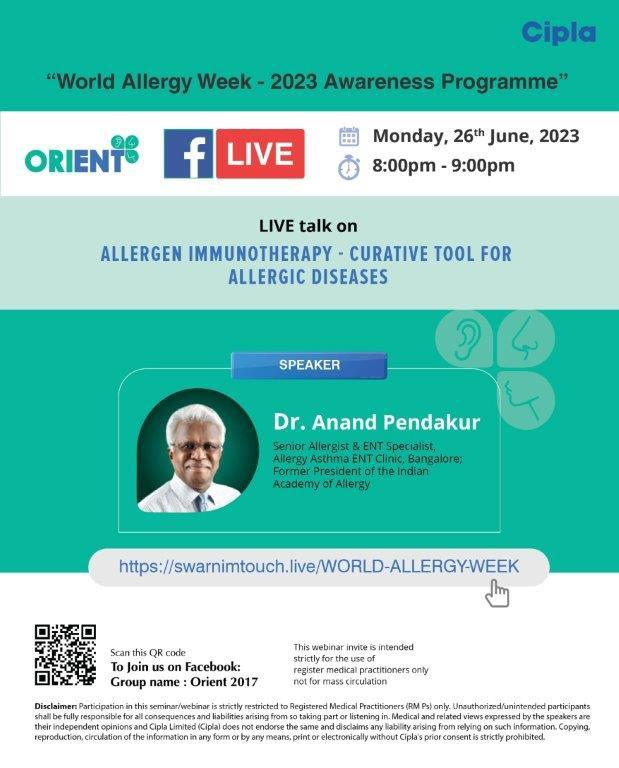 Cipla
“World Allergy Week - 2023 Awareness Programme”
ORIENT
f LIVE
Monday, 26th June, 2023
8:00pm - 9:00pm
LIVE talk on
ALLERGEN IMMUNOTHERAPY - CURATIVE TOOL FOR
ALLERGIC DISEASES
SPEAKER
Dr. Anand Pendakur
Senior Allergist & ENT Specialist,
Allergy Asthma ENT Clinic, Bangalore;
Former President of the Indian
Academy of Allergy
https://swarnimtouch.live/WORLD-ALLERGY-WEEK
Scan this QR code
To Join us on Facebook:
Group name : Orient 2017
This webinar invite is intended
strictly for the use of
register medical practitioners only
not for mass circulation
Disclaimer: Participation in this seminar/webinar is strictly restricted to Registered Medical Practitioners (RM Ps) only. Unauthorized/unintended participants
shall be fully responsible for all consequences and liabilities arising from so taking part or listening in. Medical and related views expressed by the speakers are
their independent opinions and Cipla Limited (Cipla) does not endorse the same and disclaims any liability arising from relying on such information. Copying,
reproduction, circulation of the information in any form or by any means, print or electronically without Cipla's prior consent is strictly prohibited.